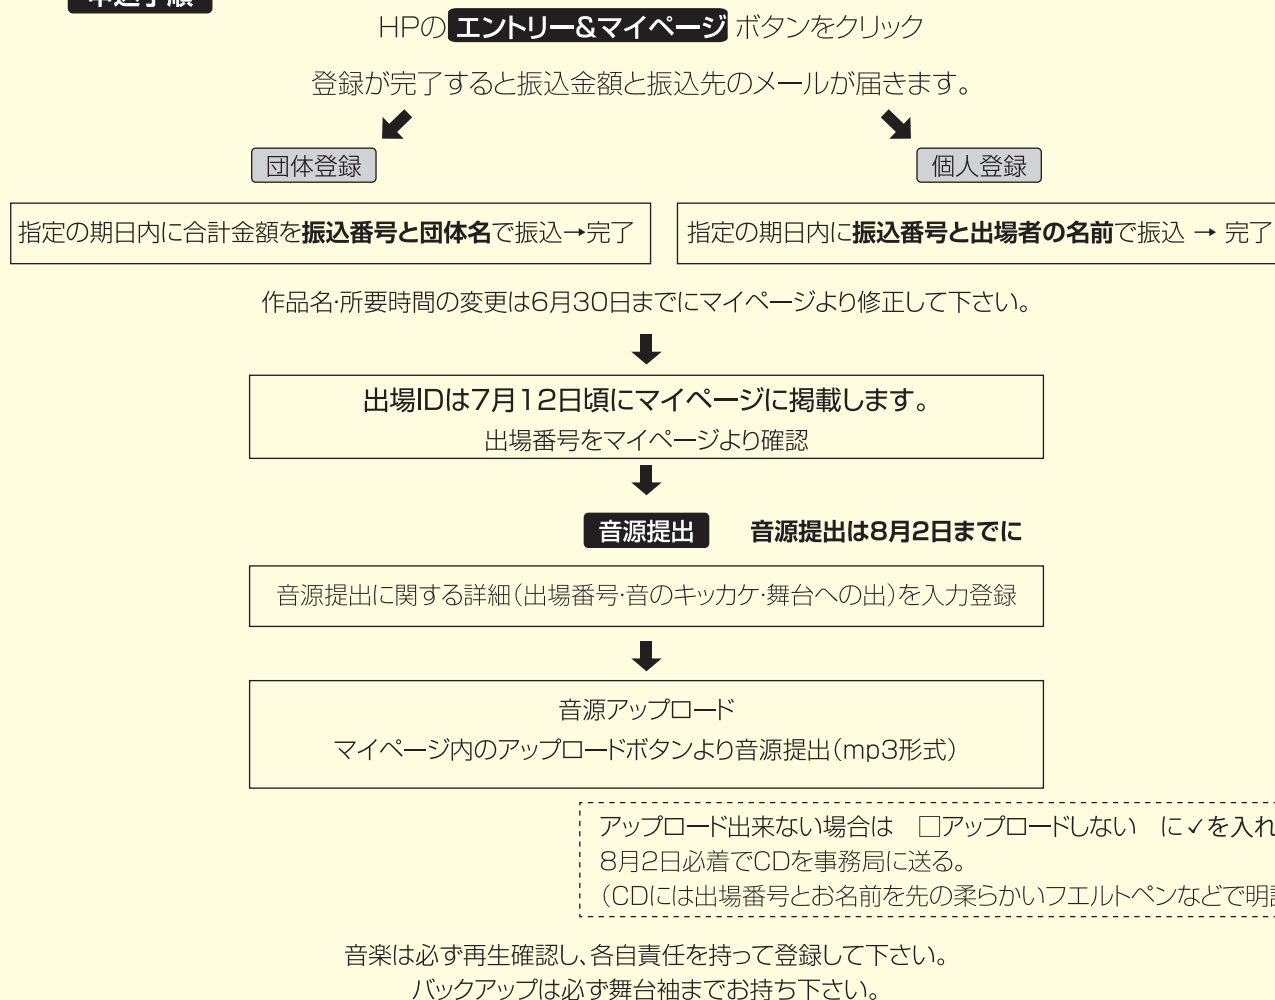 申込手順
HPの エントリー&マイページ ボタンをクリック
登録が完了すると振込金額と振込先のメールが届きます。
団体登録
個人登録
指定の期日内に合計金額を振込番号と団体名で振込→完了
指定の期日内に振込番号と出場者の名前で振込 → 完了
作品名・所要時間の変更は6月30日までにマイページより修正して下さい。
出場IDは7月12日頃にマイページに掲載します。
出場番号をマイページより確認
音源提出 音源提出は8月2日までに
音源提出に関する詳細(出場番号・音のキッカケ・舞台への出)を入力登録
音源アップロード
マイページ内のアップロードボタンより音源提出(mp3形式)
アップロード出来ない場合は □アップロードしない に✓を入れ
8月2日必着でCDを事務局に送る。
(CDには出場番号とお名前を先の柔らかいフエルトペンなどで明
音楽は必ず再生確認し、各自責任を持って登録して下さい。
バックアップは必ず舞台袖までお持ち下さい。